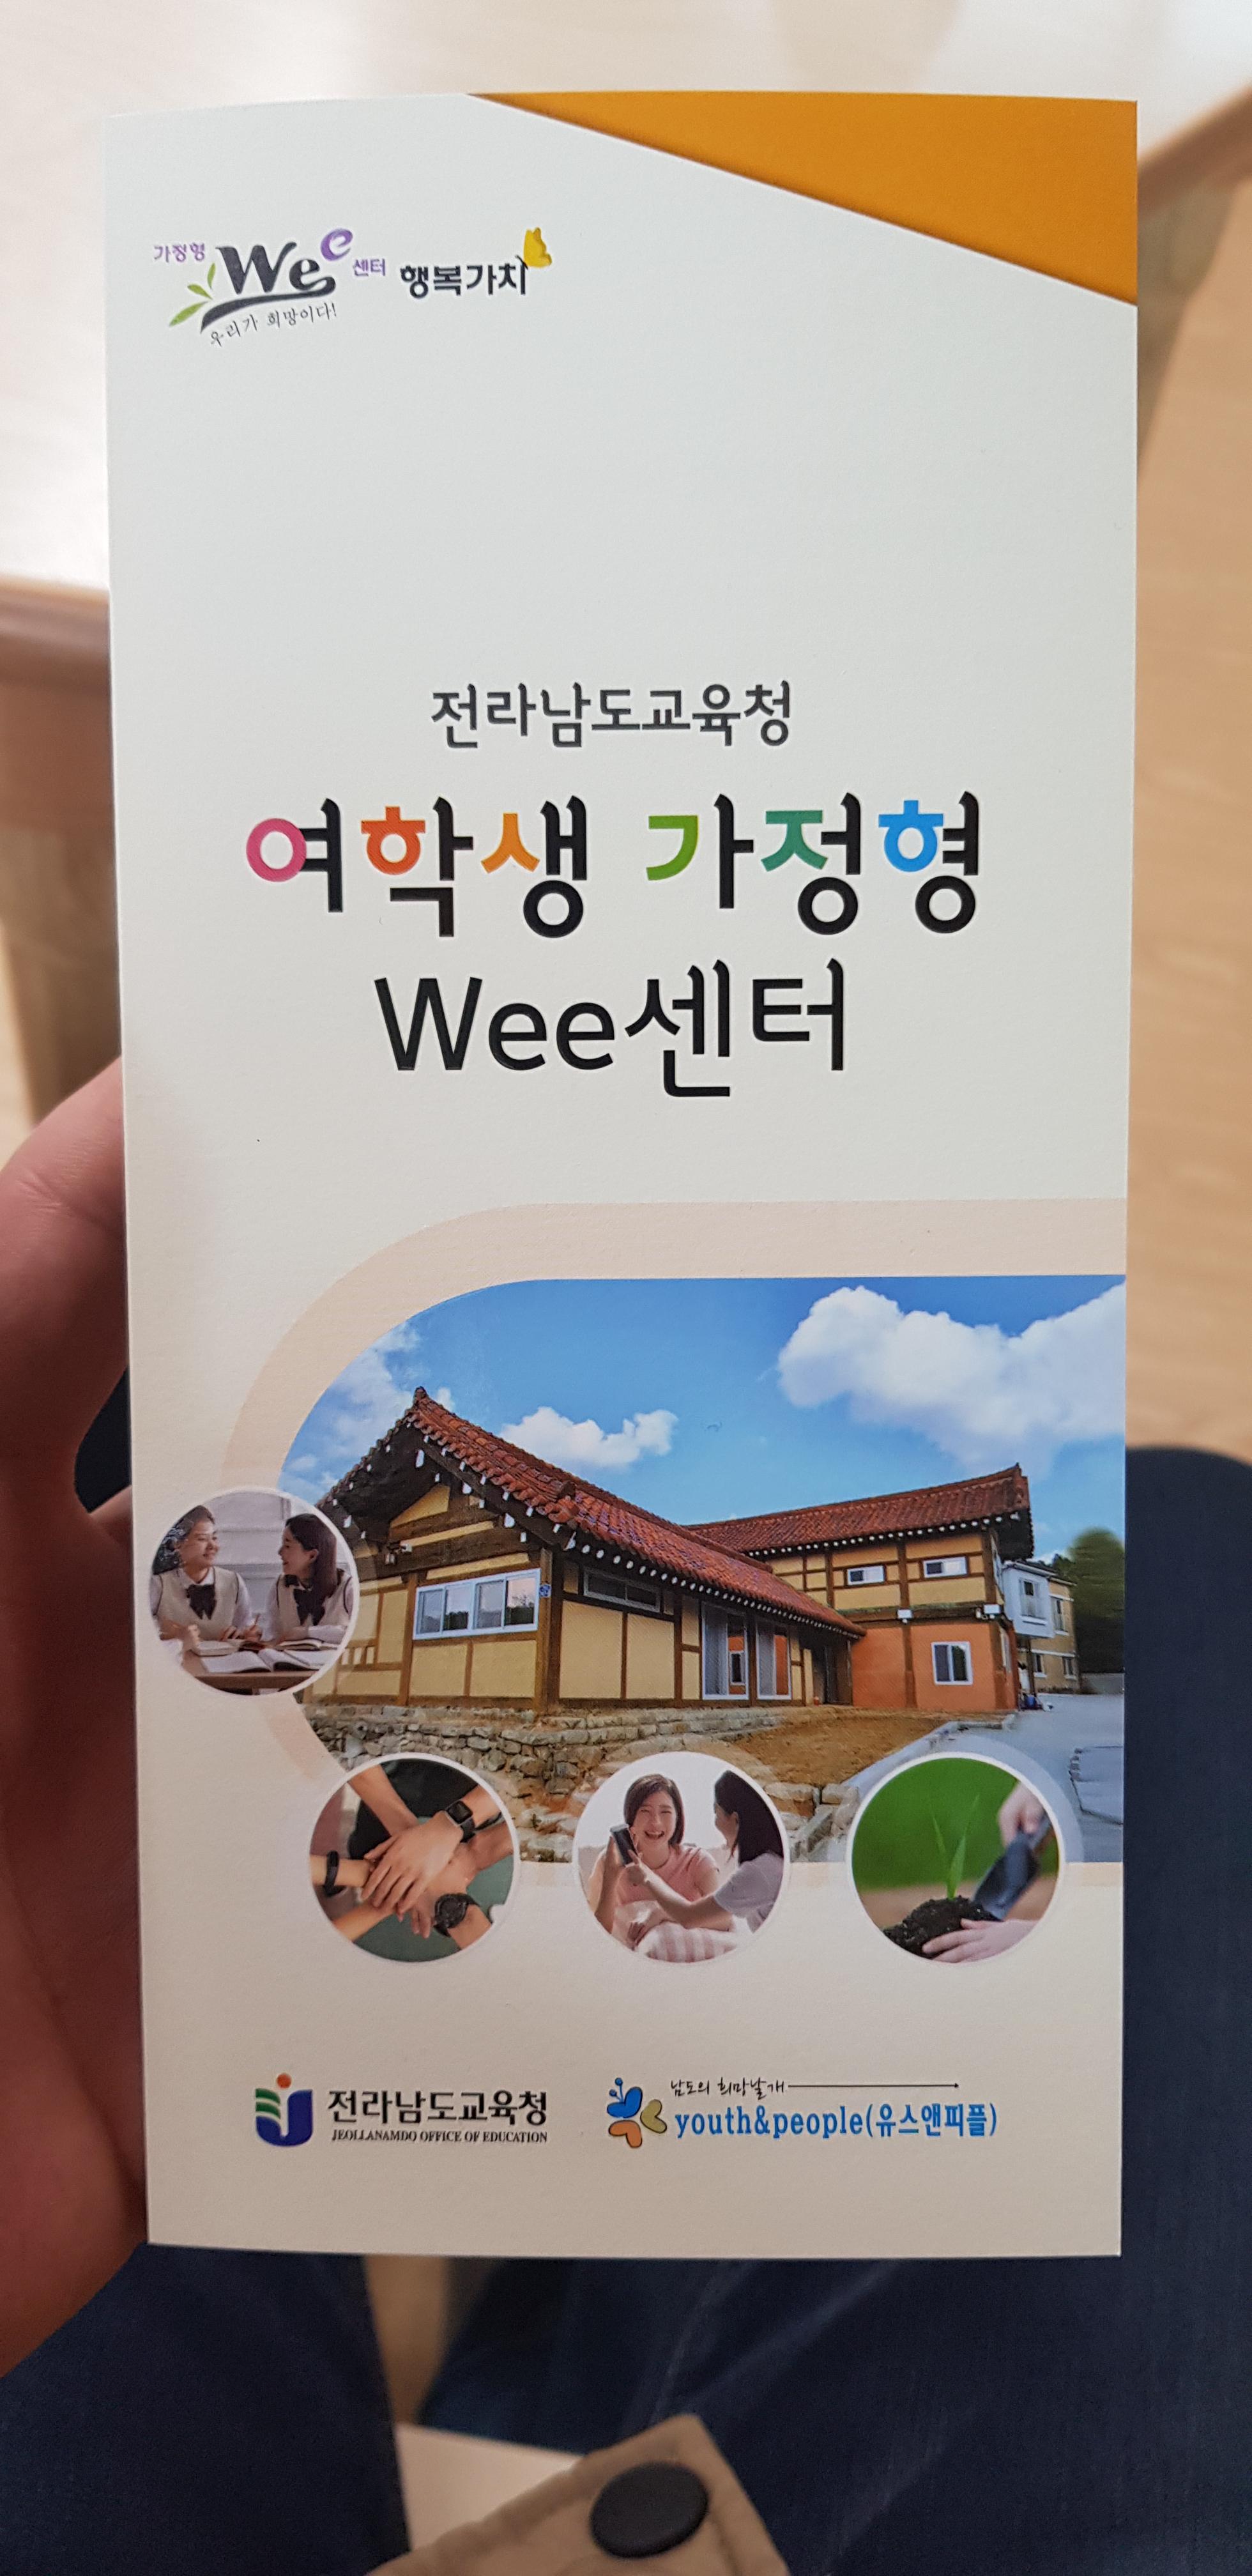 가정형 Wee 센터 행복가치
우리가 희망이다!
전라남도교육청
여학생 가정형
Wee센터
전라남도교육청
JEOLLANAMDO OFFICE OF EDUCATION
남도의 희망날개
youth&people(유스앤피플)